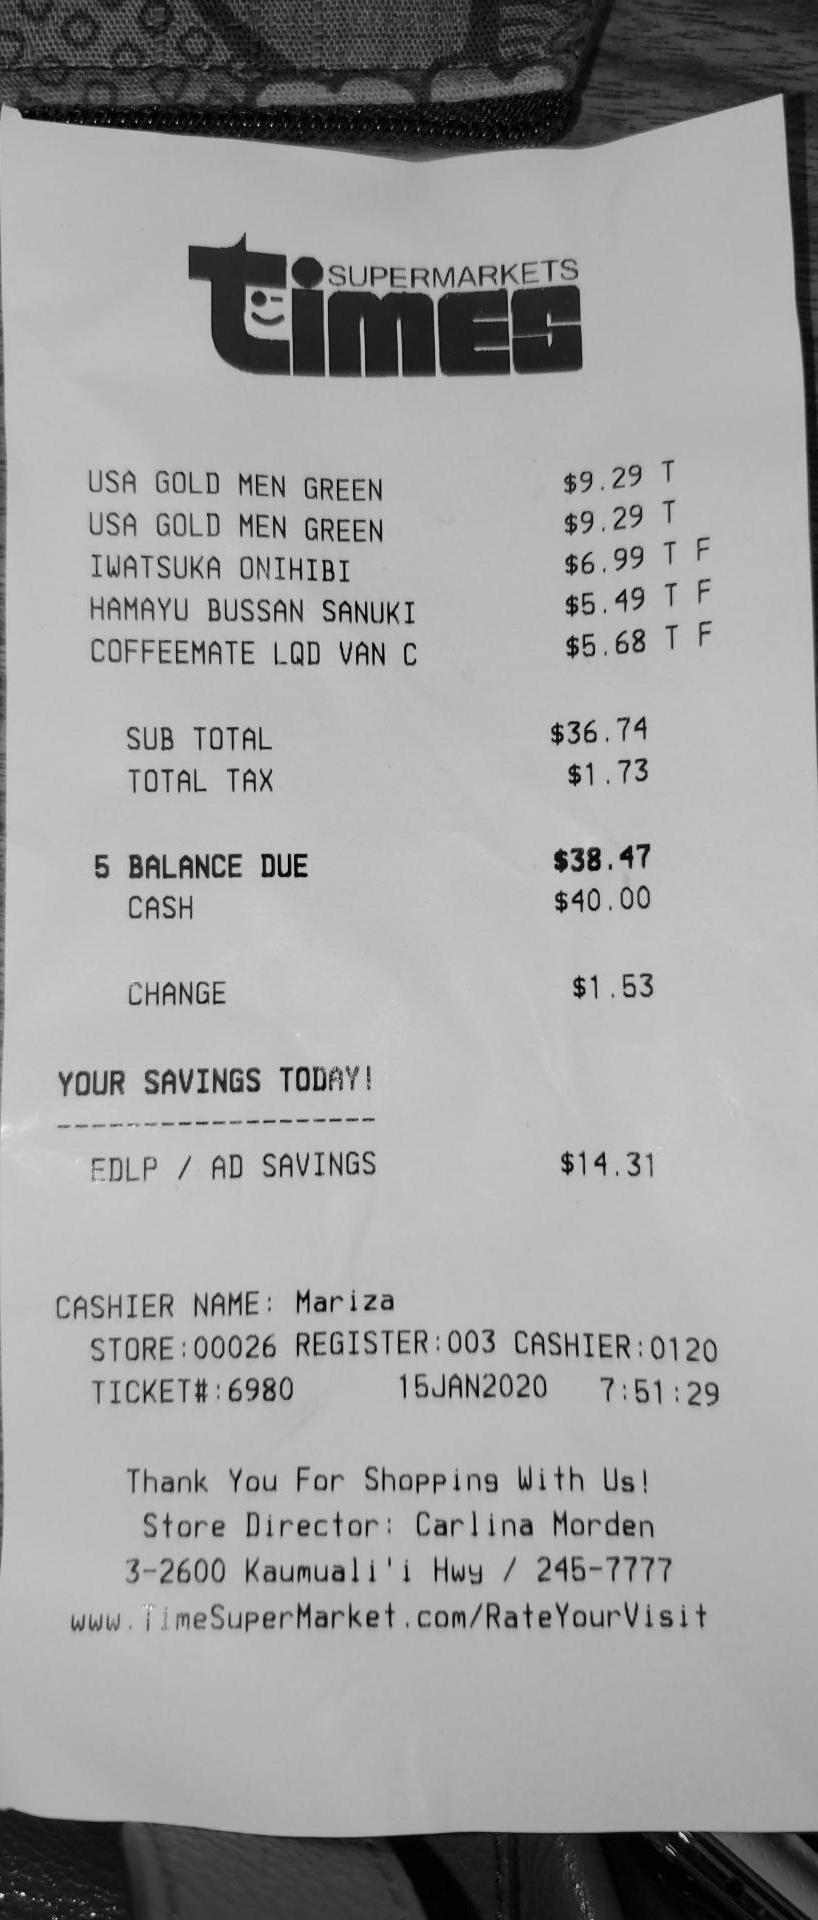 SUPERMARKETS
TIMES
USA GOLD MEN GREEN $9.29 T
USA GOLD MEN GREEN $9.29 T
IWATSUKA ONIHIBI $6.99 T F
HAMAYU BUSSAN SANUKI $5.49 T F
COFFEEMATE LQD VAN C $5.68 T F
SUB TOTAL $36.74
TOTAL TAX $1.73
5 BALANCE DUE $38.47
CASH $40.00
CHANGE $1.53
YOUR SAVINGS TODAY!
-------------------
EDLP / AD SAVINGS $14.31
CASHIER NAME: Mariza
STORE:00026 REGISTER:003 CASHIER:0120
TICKET#:6980 15JAN2020 7:51:29
Thank You For Shopping With Us!
Store Director: Carlina Morden
3-2600 Kaumuali'i Hwy / 245-7777
www.TimeSuperMarket.com/RateYourVisit